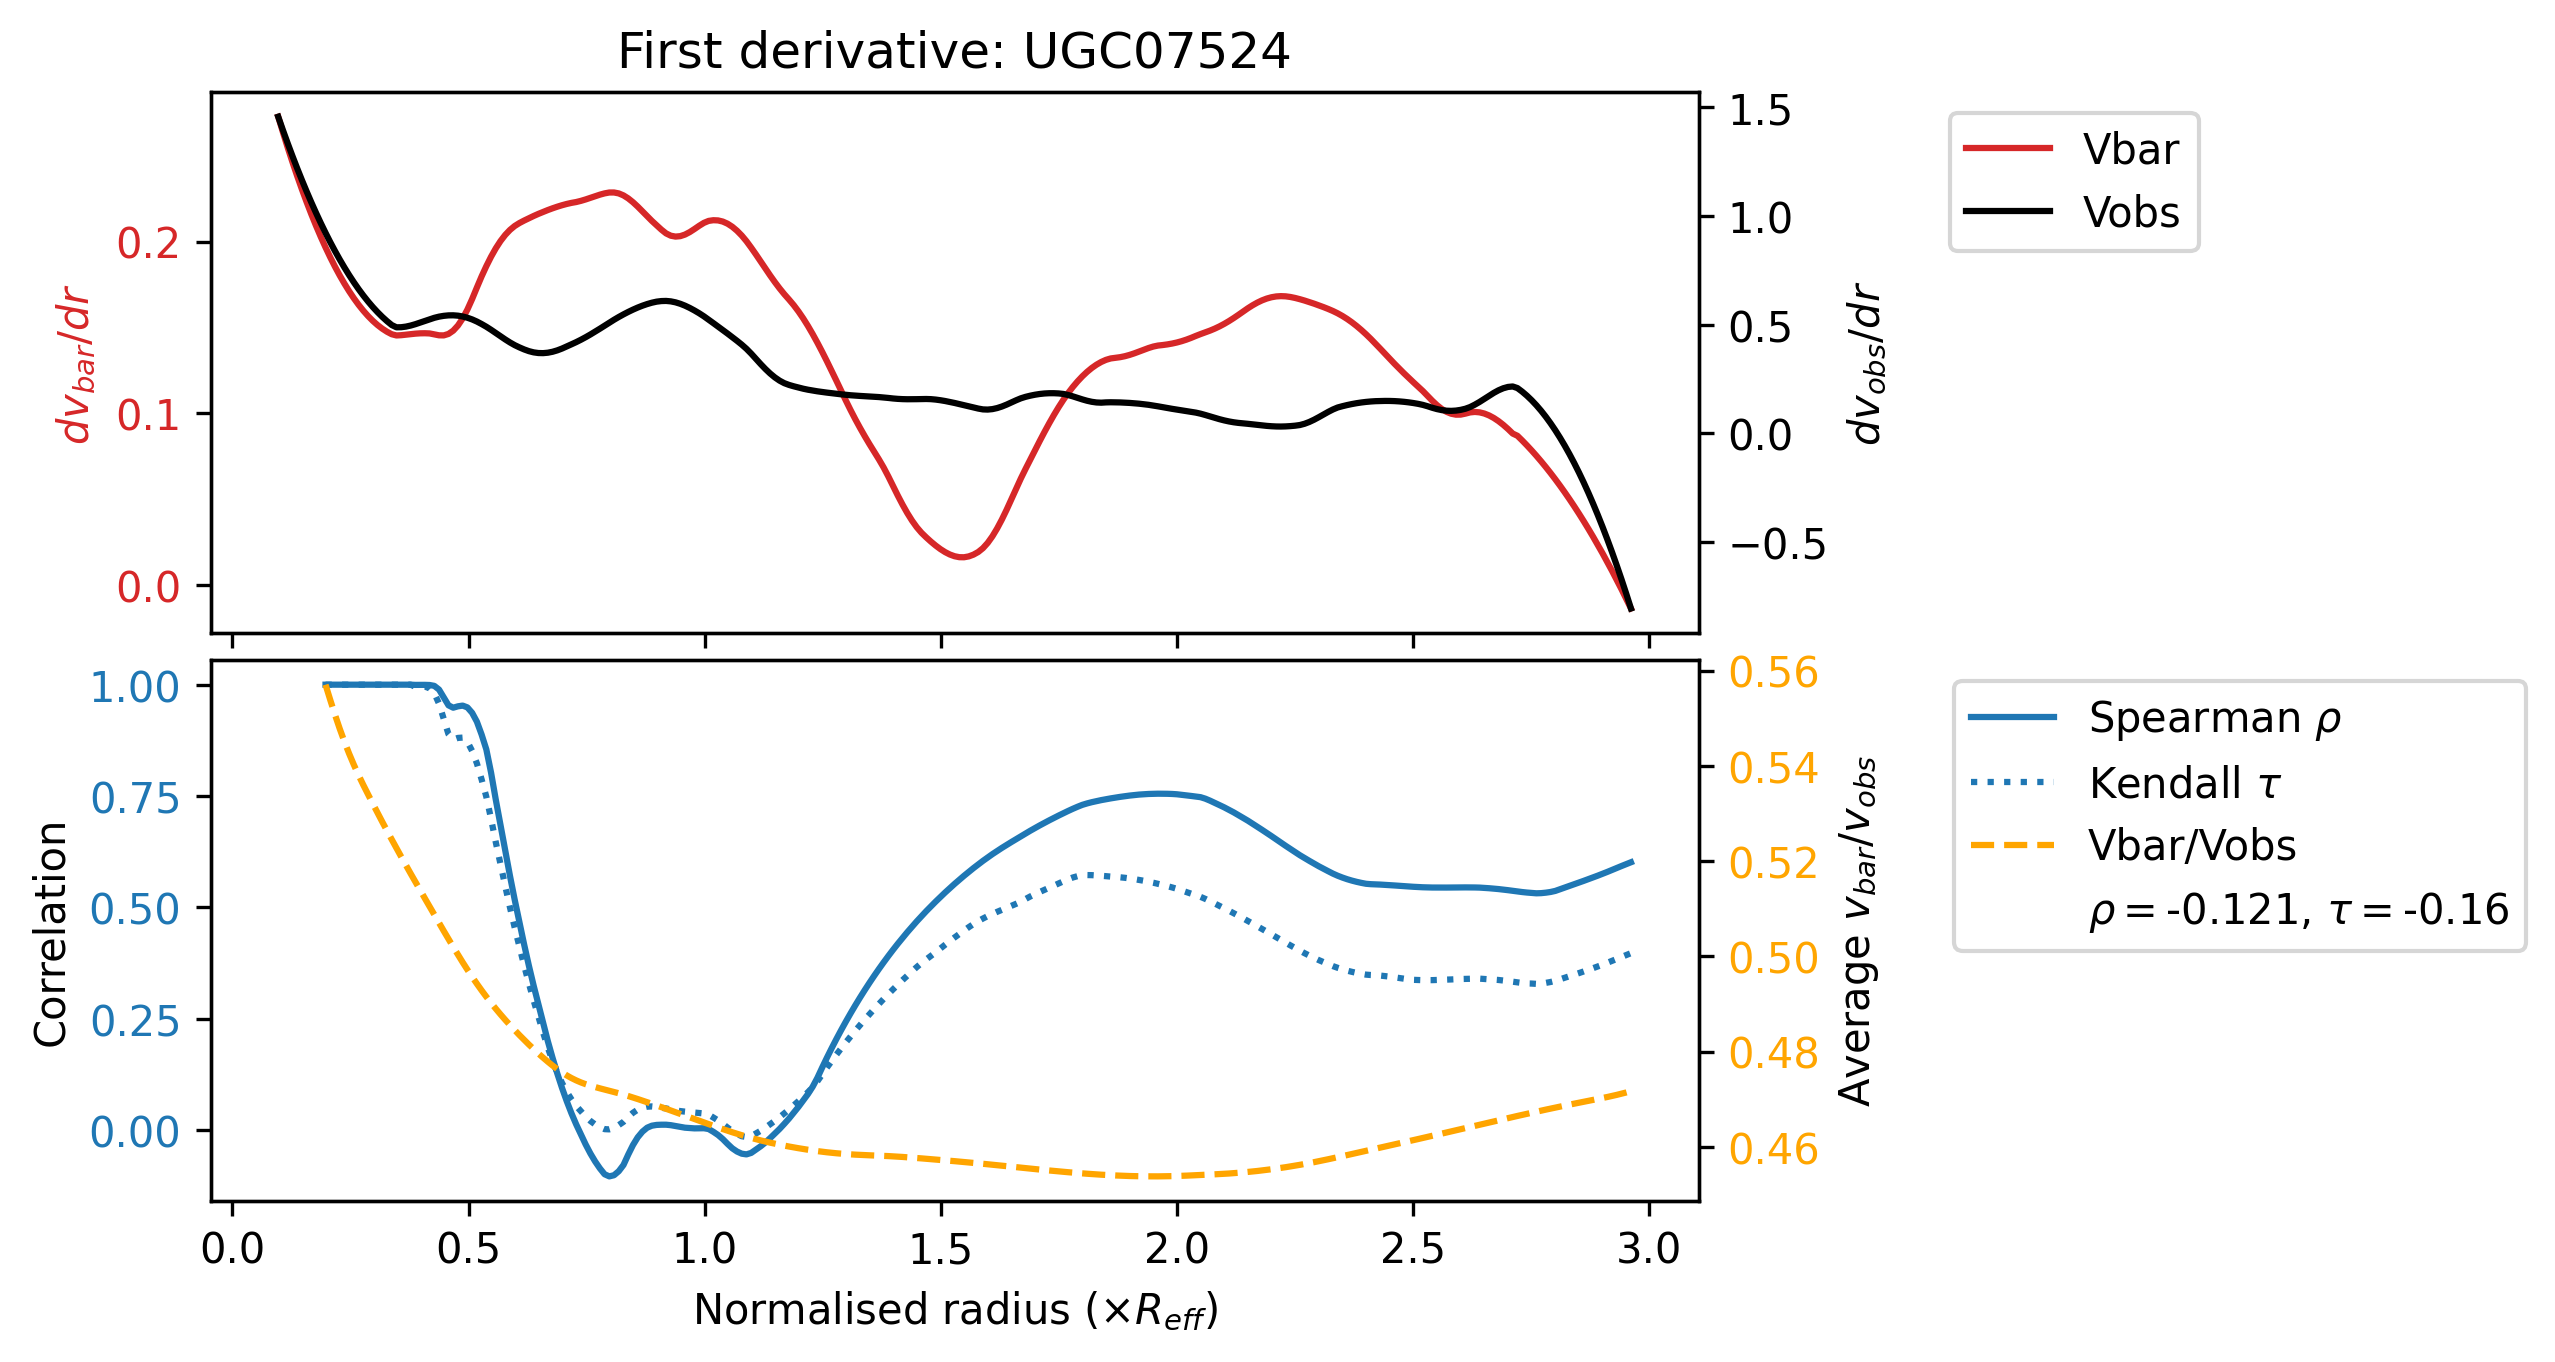 First derivative: UGC07524
dv_bar/dr
0.2
0.1
0.0
1.5
1.0
0.5
0.0
−0.5
dv_obs/dr
Vbar
Vobs
Correlation
1.00
0.75
0.50
0.25
0.00
0.56
0.54
0.52
0.50
0.48
0.46
Average v_bar/v_obs
Spearman ρ
Kendall τ
Vbar/Vobs
ρ = -0.121, τ = -0.16
0.0 0.5 1.0 1.5 2.0 2.5 3.0
Normalised radius (×R_eff)